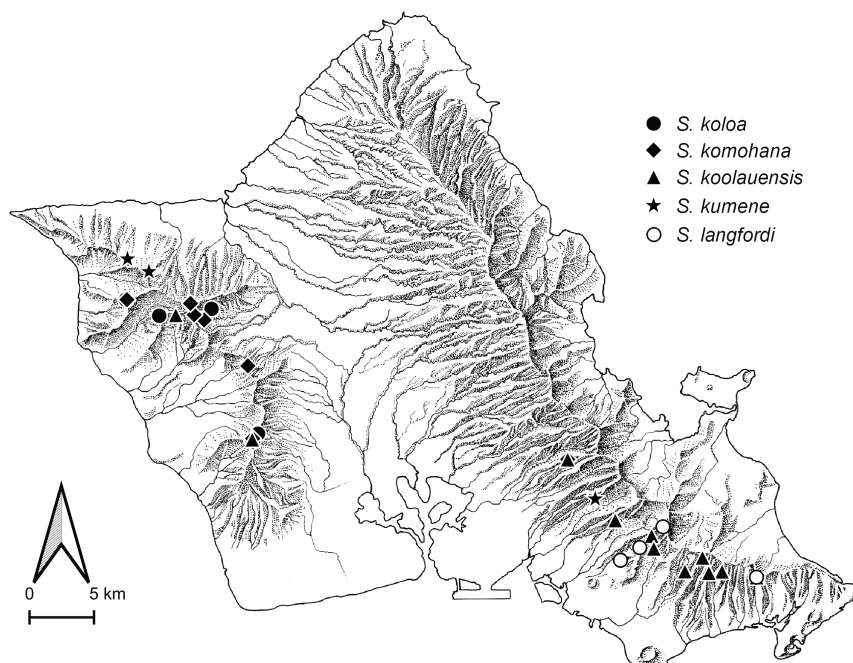 S. koloa
S. komohana
S. koolauensis
S. kumene
S. langfordi
0 5 km